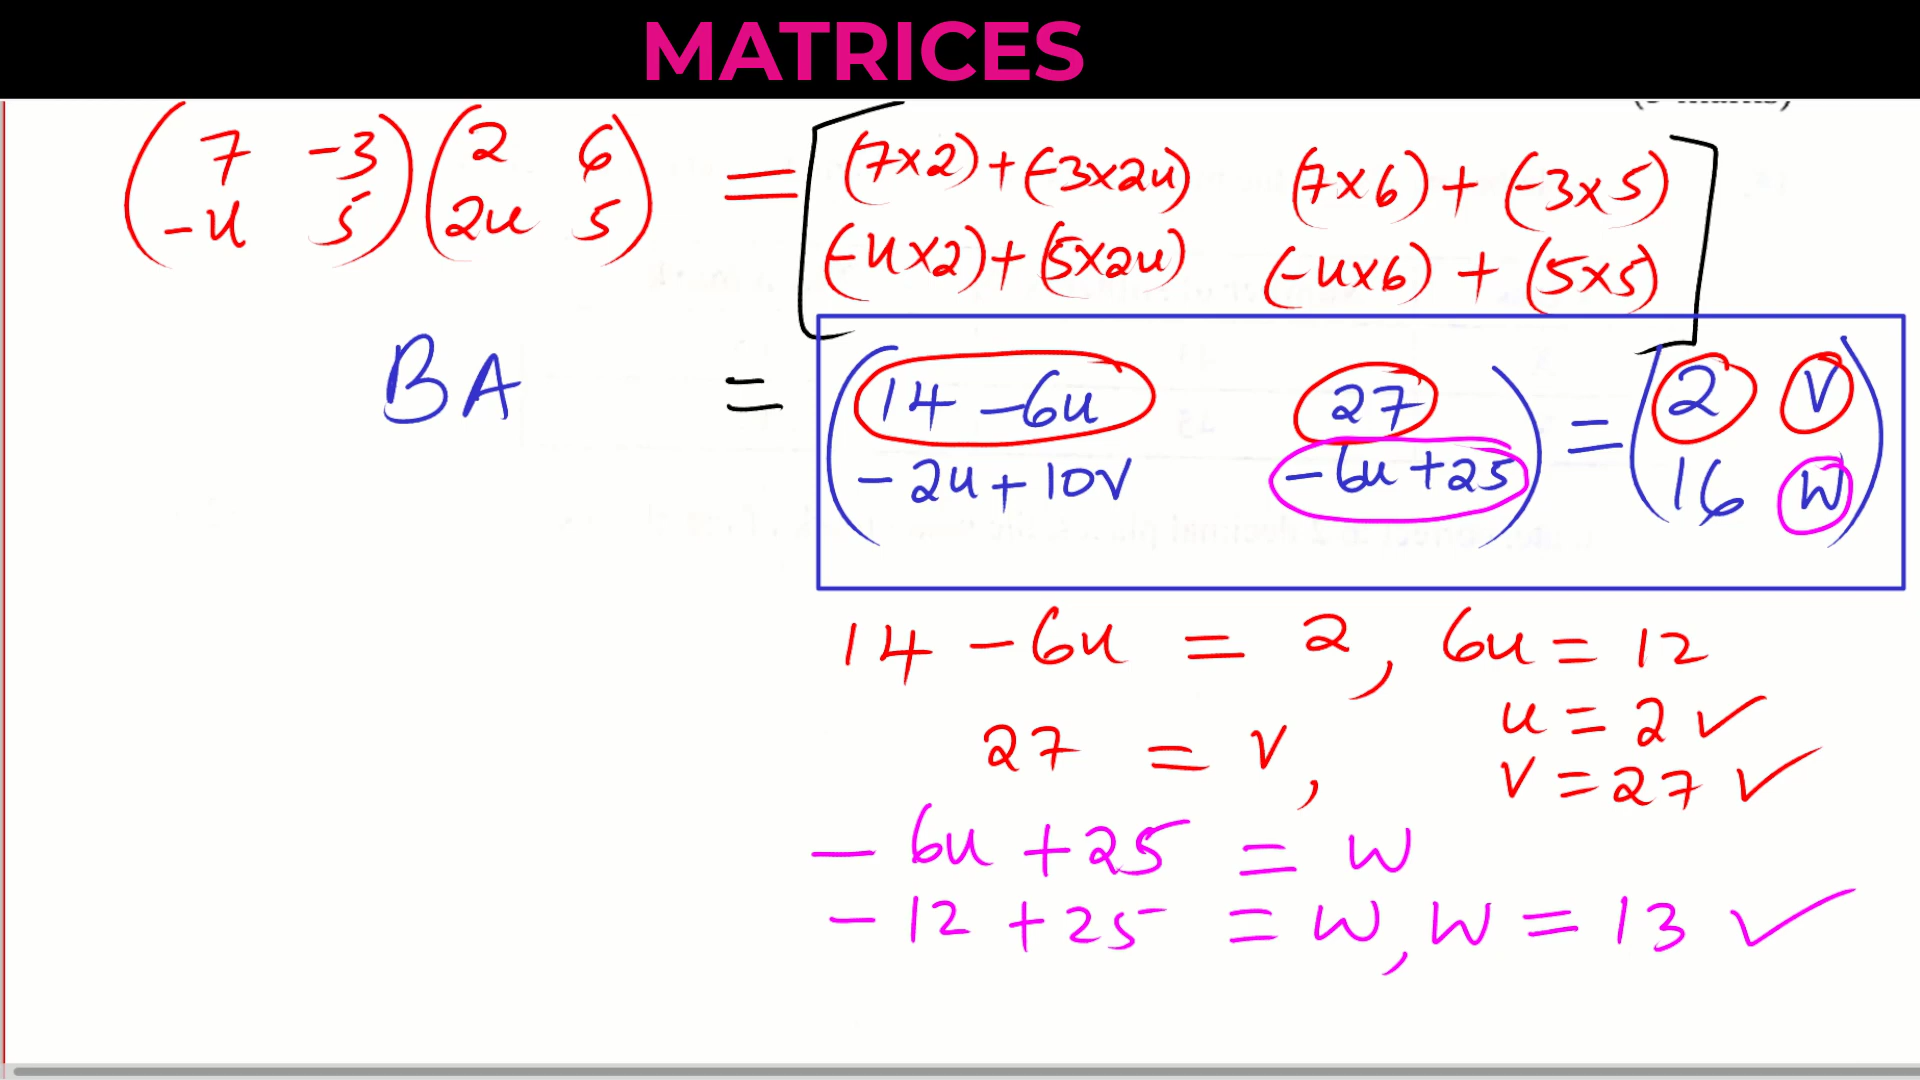 MATRICES
(7 -3) (2 6) = [(7×2)+(-3×2u) (7×6)+(-3×5)]
(-u 5) (2u 5) [(-u×2)+(5×2u) (-u×6)+(5×5)]
BA = (14 -6u 27) = (2 V)
(-2u+10V -6u+25) (16 W)
14 -6u = 2, 6u = 12
u = 2 ✓
27 = V, V = 27 ✓
- 6u +25 = W
- 12 +25 = W, W = 13 ✓